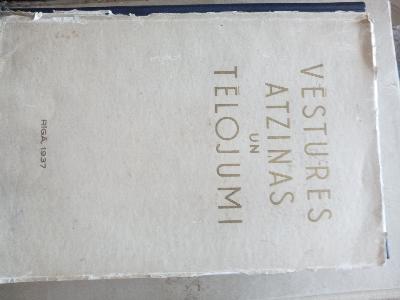 VĒSTURES
ATZIŅAS
UN
TĒLOJUMI
RĪGĀ, 1937